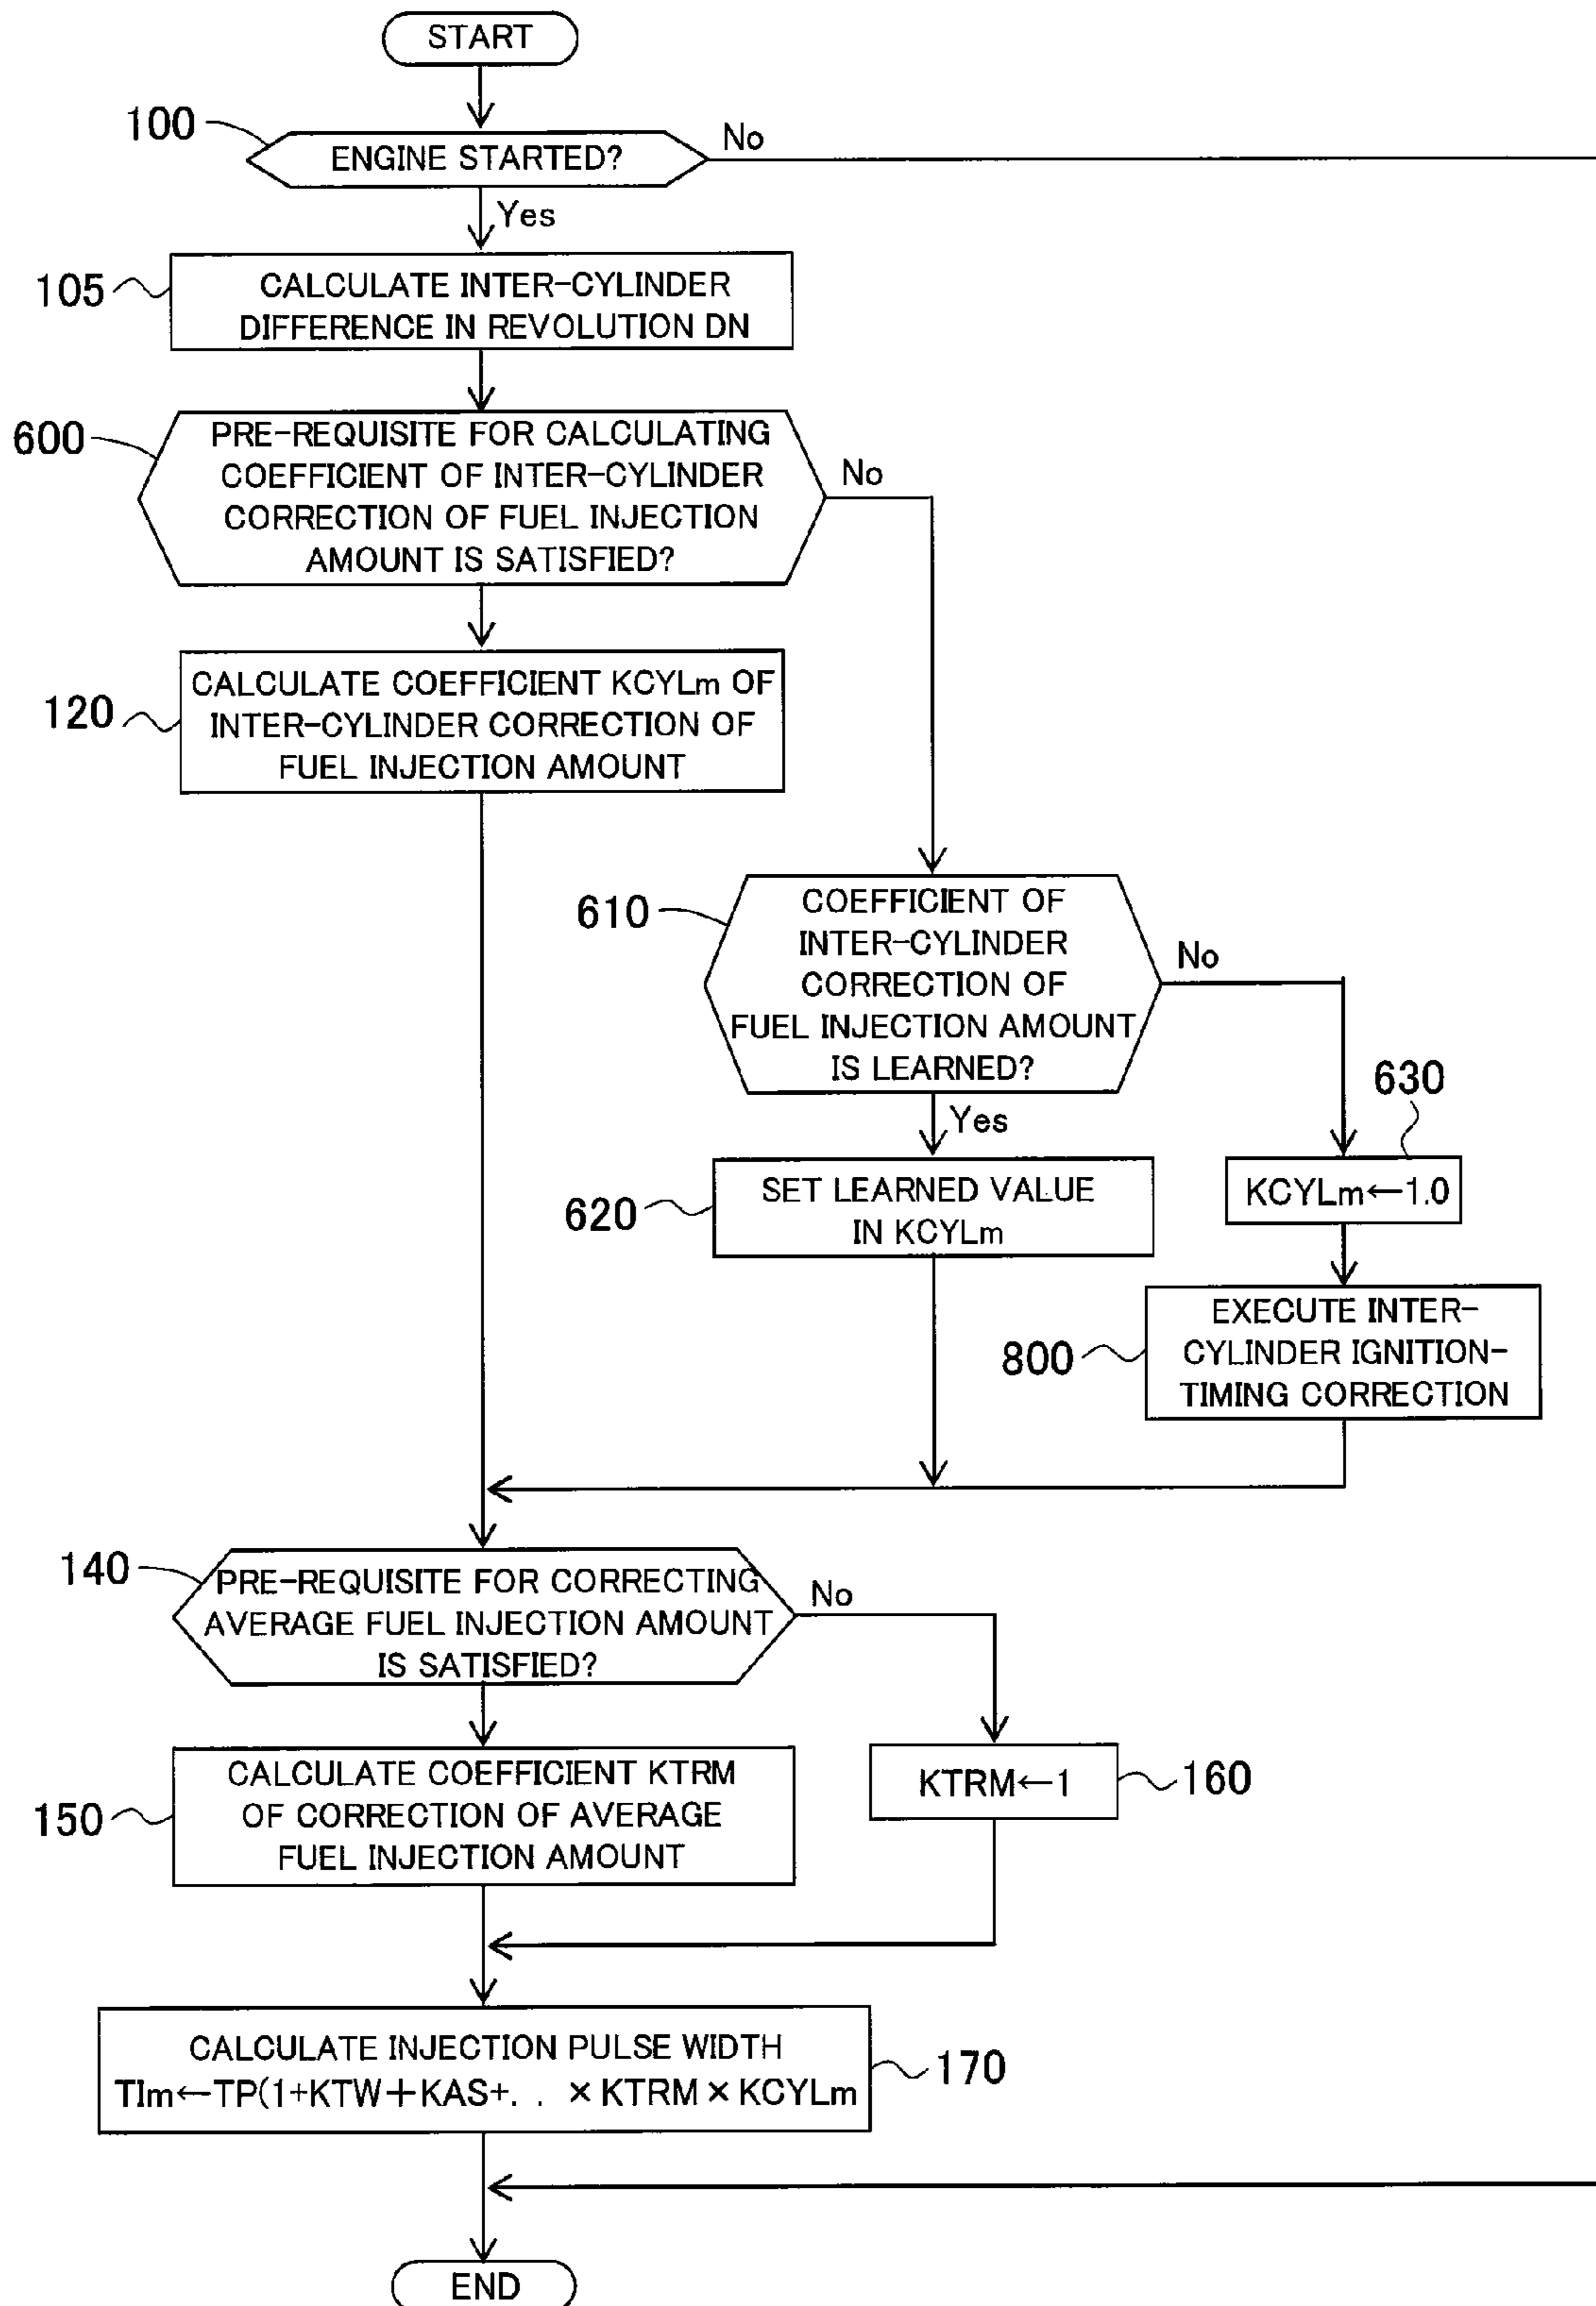 START
100
ENGINE STARTED?
No
Yes
105
CALCULATE INTER-CYLINDER
DIFFERENCE IN REVOLUTION DN
600
PRE-REQUISITE FOR CALCULATING
COEFFICIENT OF INTER-CYLINDER
CORRECTION OF FUEL INJECTION
AMOUNT IS SATISFIED?
No
120
CALCULATE COEFFICIENT KCYLm OF
INTER-CYLINDER CORRECTION OF
FUEL INJECTION AMOUNT
610
COEFFICIENT OF
INTER-CYLINDER
CORRECTION OF
FUEL INJECTION AMOUNT
IS LEARNED?
No
Yes
630
KCYLm←1.0
620
SET LEARNED VALUE
IN KCYLm
800
EXECUTE INTER-
CYLINDER IGNITION-
TIMING CORRECTION
140
PRE-REQUISITE FOR CORRECTING
AVERAGE FUEL INJECTION AMOUNT
IS SATISFIED?
No
150
CALCULATE COEFFICIENT KTRM
OF CORRECTION OF AVERAGE
FUEL INJECTION AMOUNT
KTRM←1
160
CALCULATE INJECTION PULSE WIDTH
TIm←TP(1+KTW+KAS+. . ×KTRM×KCYLm
170
END